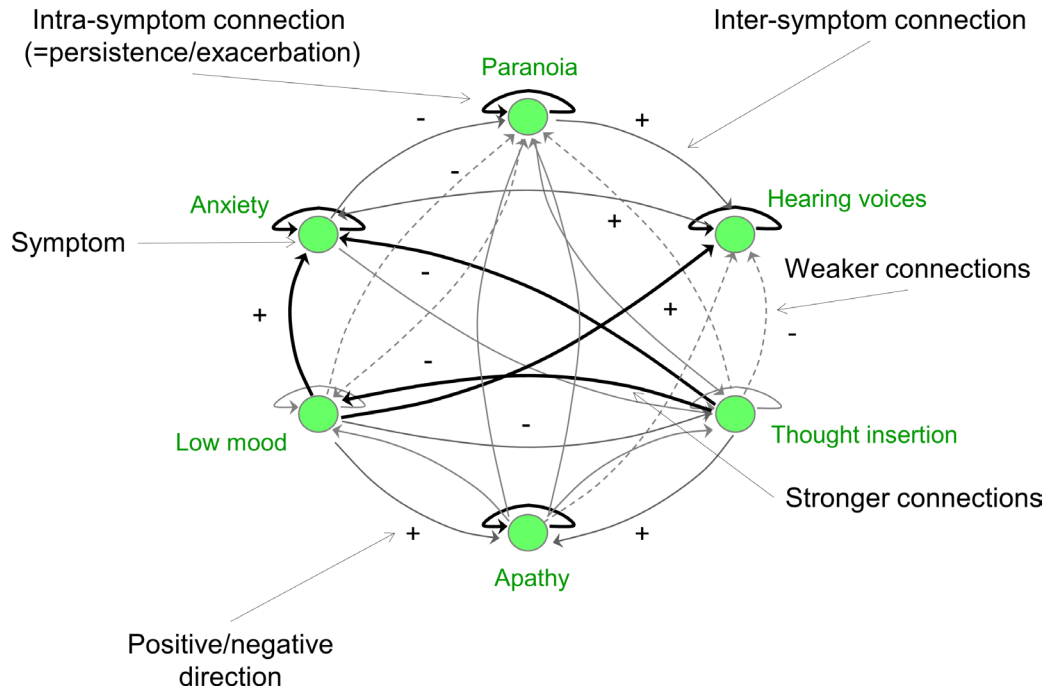 Intra-symptom connection
(=persistence/exacerbation)
Inter-symptom connection
Paranoia
-
+
-
Anxiety
Hearing voices
+
Symptom
-
Weaker connections
+
+
-
-
Low mood
-
Thought insertion
Stronger connections
+
+
Apathy
Positive/negative
direction